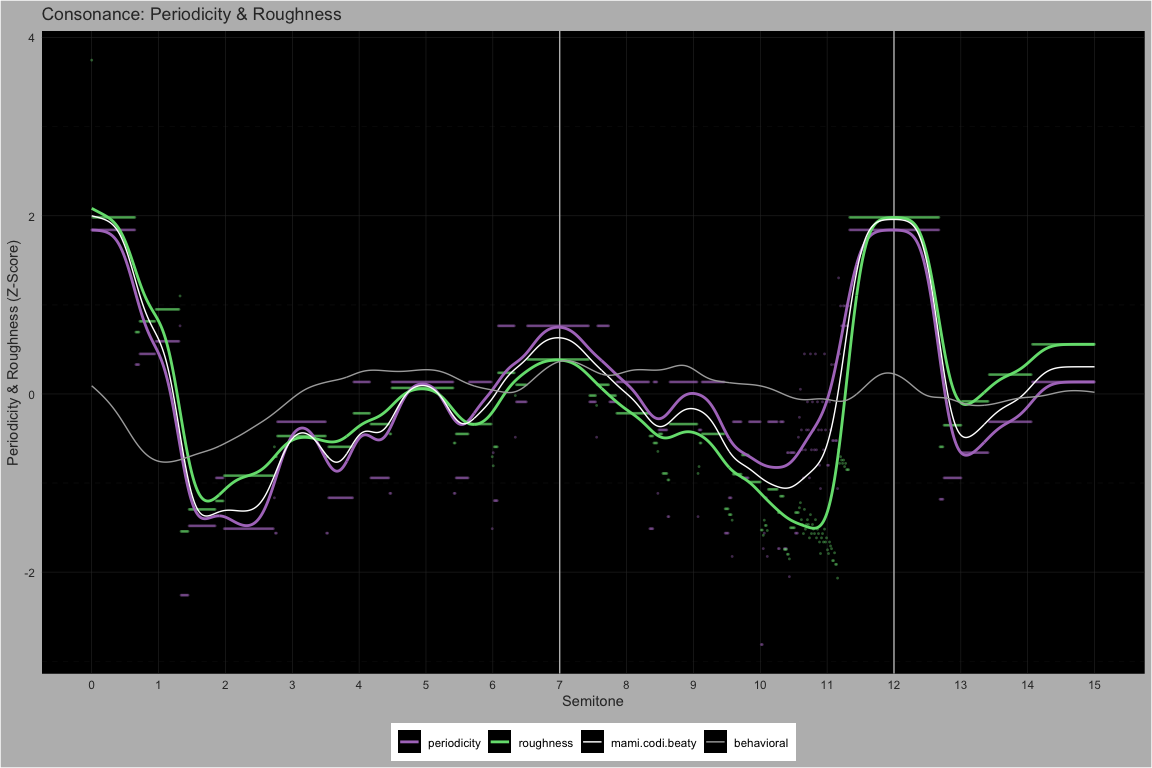 Consonance: Periodicity & Roughness
Periodicity & Roughness (Z-Score)
4
2
0
-2
0 1 2 3 4 5 6 7 8 9 10 11 12 13 14 15
Semitone
periodicity roughness mami.codi.beaty behavioral